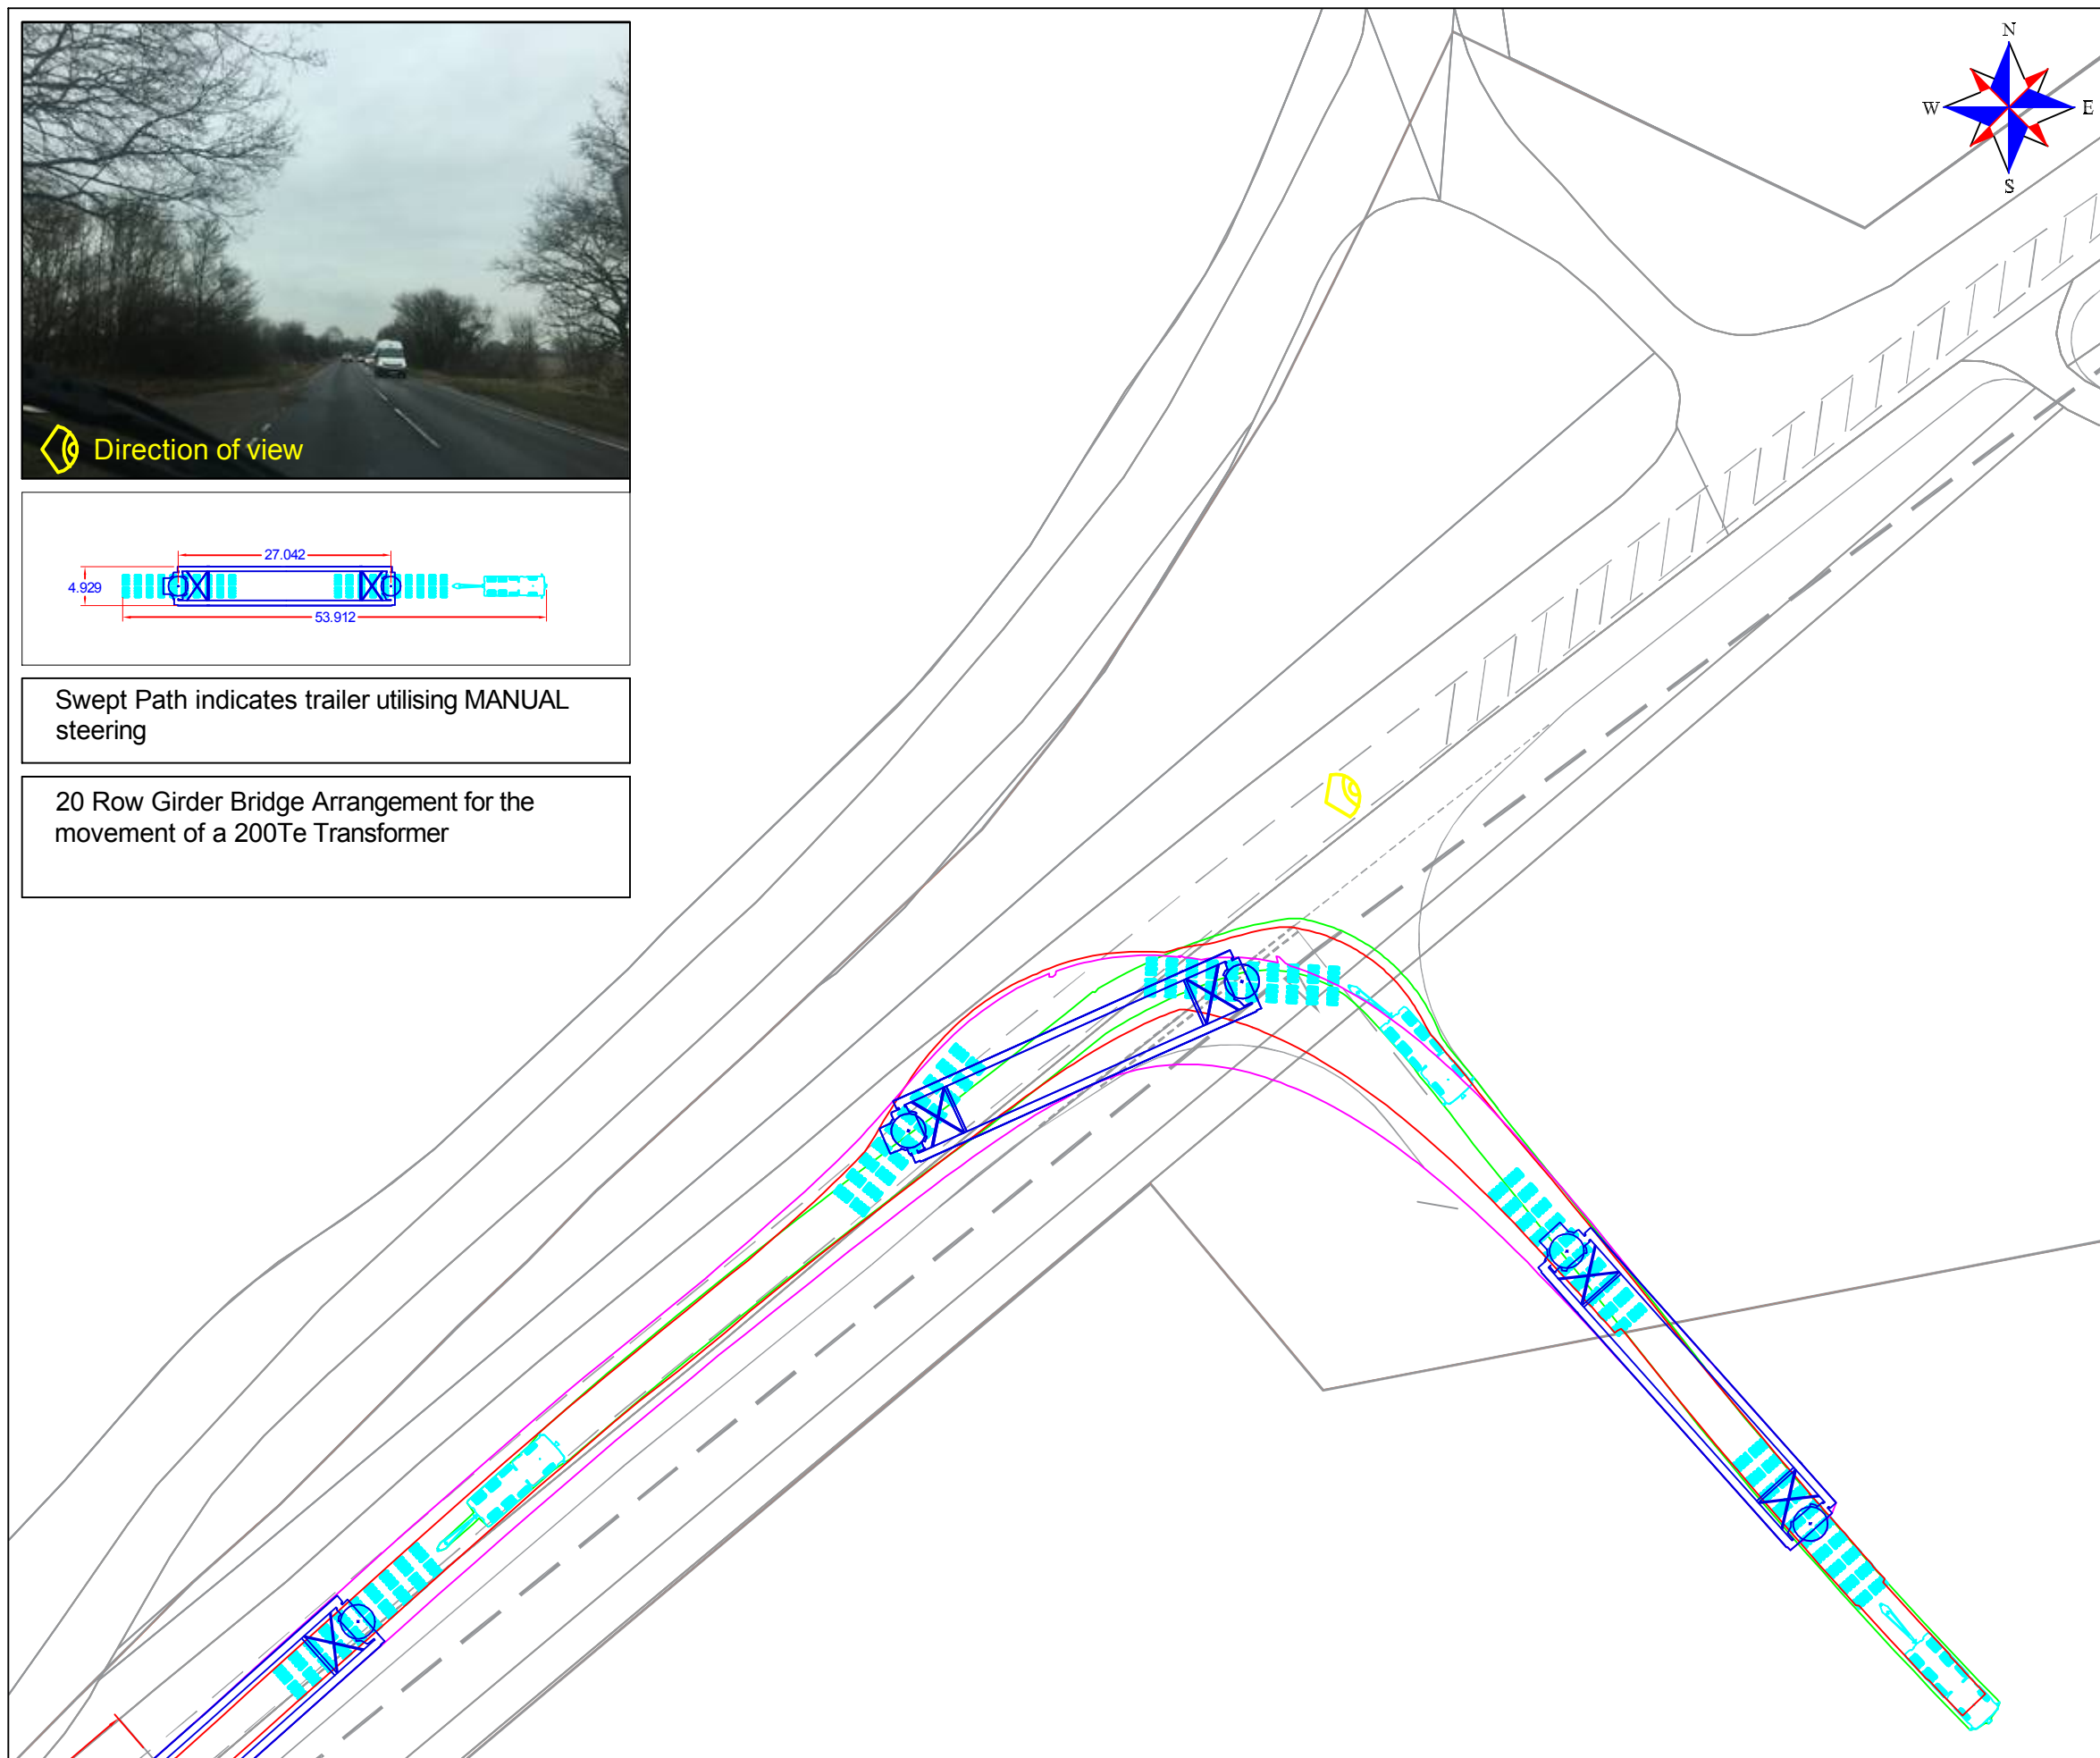 N
W
E
S
Direction of view
27.042
4.929
53.912
Swept Path indicates trailer utilising MANUAL
steering
20 Row Girder Bridge Arrangement for the
movement of a 200Te Transformer